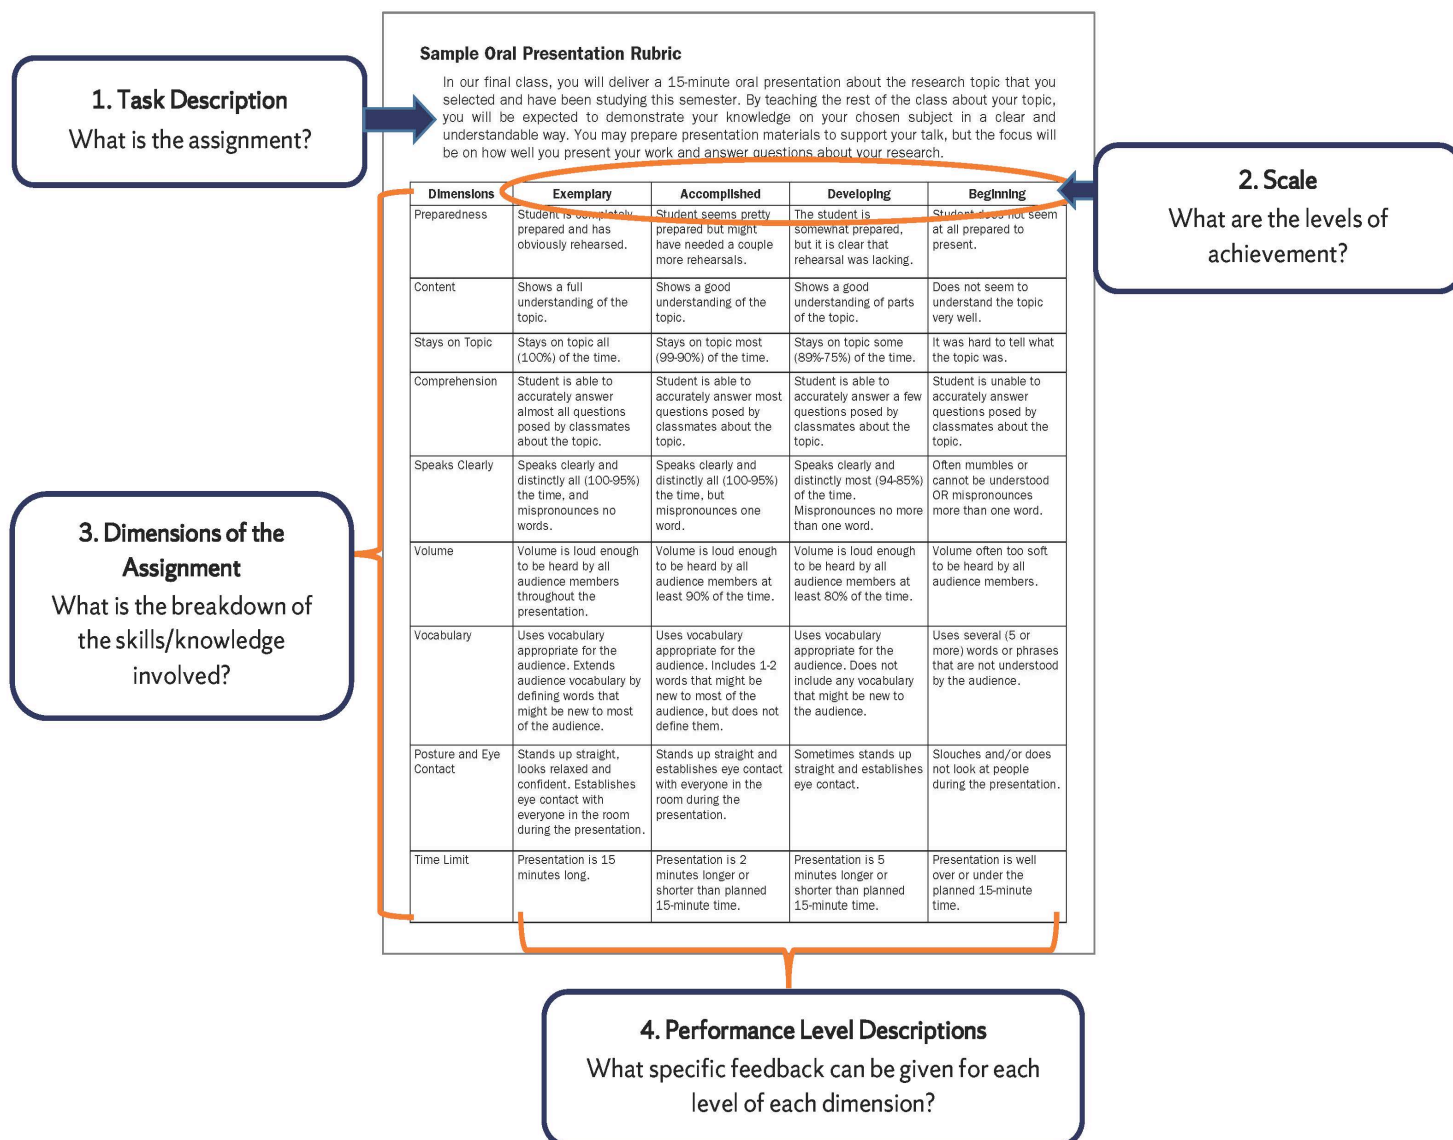 Sample Oral Presentation Rubric
In our final class, you will deliver a 15-minute oral presentation about the research topic that you
selected and have been studying this semester. By teaching the rest of the class about your topic,
you will be expected to demonstrate your knowledge on your chosen subject in a clear and
understandable way. You may prepare presentation materials to support your talk, but the focus will
be on how well you present your work and answer questions about your research.
1. Task Description
What is the assignment?
2. Scale
What are the levels of
achievement?
3. Dimensions of the
Assignment
What is the breakdown of
the skills/knowledge
involved?
Dimensions
Exemplary
Accomplished
Developing
Beginning
Preparedness
Student is completely
prepared and has
obviously rehearsed.
Student seems pretty
prepared but might
have needed a couple
more rehearsals.
The student is
somewhat prepared,
but it is clear that
rehearsal was lacking.
Student does not seem
at all prepared to
present.
Content
Shows a full
understanding of the
topic.
Shows a good
understanding of the
topic.
Shows a good
understanding of parts
of the topic.
Does not seem to
understand the topic
very well.
Stays on Topic
Stays on topic all
(100%) of the time.
Stays on topic most
(99-90%) of the time.
Stays on topic some
(89%-75%) of the time.
It was hard to tell what
the topic was.
Comprehension
Student is able to
accurately answer
almost all questions
posed by classmates
about the topic.
Student is able to
accurately answer most
questions posed by
classmates about the
topic.
Student is able to
accurately answer a few
questions posed by
classmates about the
topic.
Student is unable to
accurately answer
questions posed by
classmates about the
topic.
Speaks Clearly
Speaks clearly and
distinctly all (100-95%)
the time, and
mispronounces no
words.
Speaks clearly and
distinctly all (100-95%)
the time, but
mispronounces one
word.
Speaks clearly and
distinctly most (94-85%)
of the time.
Mispronounces no more
than one word.
Often mumbles or
cannot be understood
OR mispronounces
more than one word.
Volume
Volume is loud enough
to be heard by all
audience members
throughout the
presentation.
Volume is loud enough
to be heard by all
audience members at
least 90% of the time.
Volume is loud enough
to be heard by all
audience members at
least 80% of the time.
Volume often too soft
to be heard by all
audience members.
Vocabulary
Uses vocabulary
appropriate for the
audience. Extends
audience vocabulary by
defining words that
might be new to most
of the audience.
Uses vocabulary
appropriate for the
audience. Includes 1-2
words that might be
new to most of the
audience, but does not
define them.
Uses vocabulary
appropriate for the
audience. Does not
include any vocabulary
that might be new to
the audience.
Uses several (5 or
more) words or phrases
that are not understood
by the audience.
Posture and Eye
Contact
Stands up straight,
looks relaxed and
confident. Establishes
eye contact with
everyone in the room
during the presentation.
Stands up straight and
establishes eye contact
with everyone in the
room during the
presentation.
Sometimes stands up
straight and establishes
eye contact.
Slouches and/or does
not look at people
during the presentation.
Time Limit
Presentation is 15
minutes long.
Presentation is 2
minutes longer or
shorter than planned
15-minute time.
Presentation is 5
minutes longer or
shorter than planned
15-minute time.
Presentation is well
over or under the
planned 15-minute
time.
4. Performance Level Descriptions
What specific feedback can be given for each
level of each dimension?